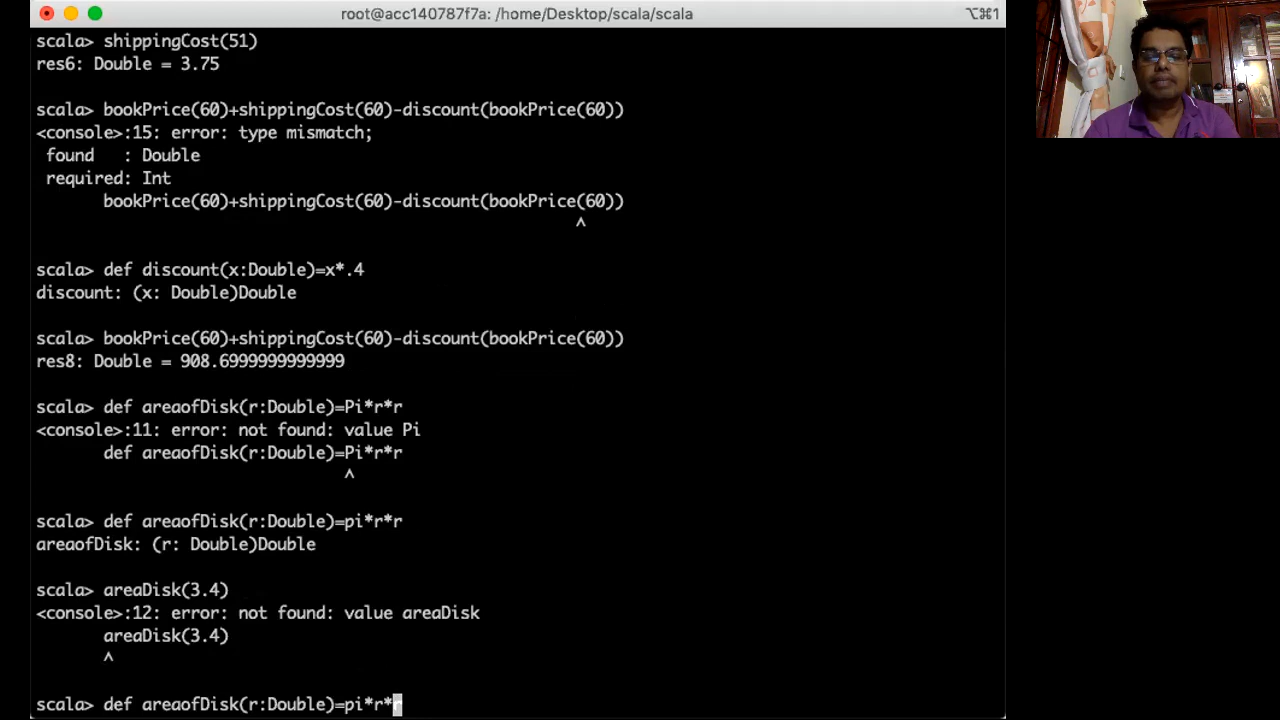 root@acc140787f7a: /home/Desktop/scala/scala
⌥⌘1
scala> shippingCost(51)
res6: Double = 3.75
scala> bookPrice(60)+shippingCost(60)-discount(bookPrice(60))
<console>:15: error: type mismatch;
found   : Double
required: Int
bookPrice(60)+shippingCost(60)-discount(bookPrice(60))
^
scala> def discount(x:Double)=x*.4
discount: (x: Double)Double
scala> bookPrice(60)+shippingCost(60)-discount(bookPrice(60))
res8: Double = 908.6999999999999
scala> def areaofDisk(r:Double)=Pi*r*r
<console>:11: error: not found: value Pi
def areaofDisk(r:Double)=Pi*r*r
^
scala> def areaofDisk(r:Double)=pi*r*r
areaofDisk: (r: Double)Double
scala> areaDisk(3.4)
<console>:12: error: not found: value areaDisk
areaDisk(3.4)
^
scala> def areaofDisk(r:Double)=pi*r*r